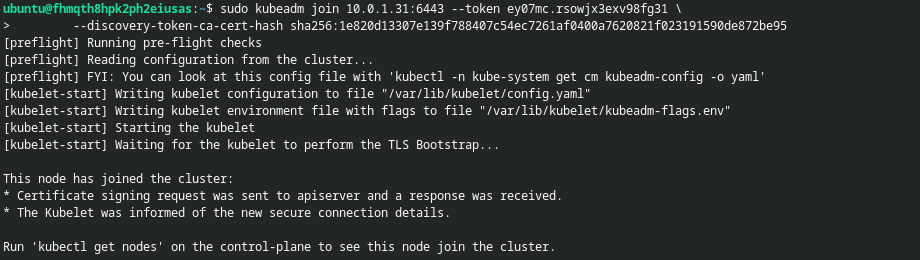 ubuntu@fhmqth8hpk2ph2eiusas:~$ sudo kubeadm join 10.0.1.31:6443 --token ey07mc.rsowjx3exv98fg31 \
>         --discovery-token-ca-cert-hash sha256:1e820d13307e139f788407c54ec7261af0400a7620821f023191590de872be95
[preflight] Running pre-flight checks
[preflight] Reading configuration from the cluster...
[preflight] FYI: You can look at this config file with 'kubectl -n kube-system get cm kubeadm-config -o yaml'
[kubelet-start] Writing kubelet configuration to file "/var/lib/kubelet/config.yaml"
[kubelet-start] Writing kubelet environment file with flags to file "/var/lib/kubelet/kubeadm-flags.env"
[kubelet-start] Starting the kubelet
[kubelet-start] Waiting for the kubelet to perform the TLS Bootstrap...
This node has joined the cluster:
* Certificate signing request was sent to apiserver and a response was received.
* The Kubelet was informed of the new secure connection details.
Run 'kubectl get nodes' on the control-plane to see this node join the cluster.